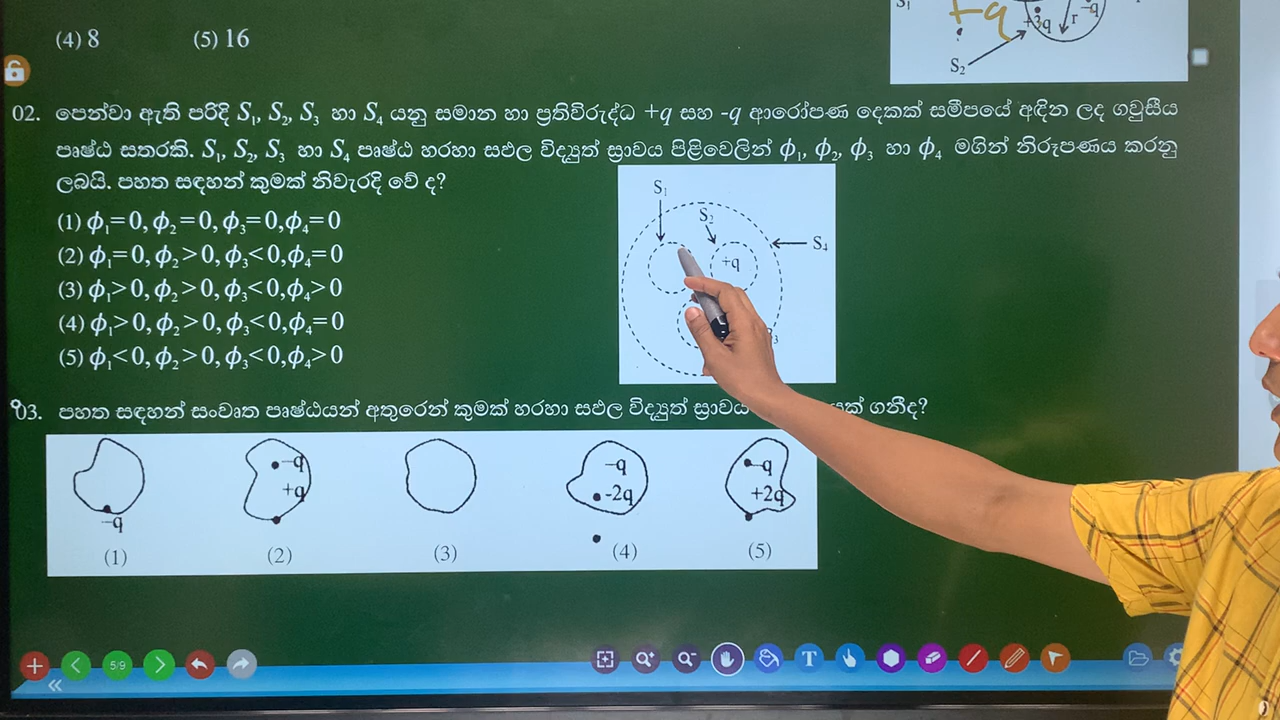 (4) 8 (5) 16
S₁ +q +3q r -q
S₂
02. පෙන්වා ඇති පරිදි S₁, S₂, S₃ හා S₄ යනු සමාන හා ප්‍රතිවිරුද්ධ +q සහ -q ආරෝපණ දෙකක් සමීපයේ අඳින ලද ගවුසීය
පෘෂ්ඨ සතරකි. S₁, S₂, S₃ හා S₄ පෘෂ්ඨ හරහා සඵල විද්‍යුත් ස්‍රාවය පිළිවෙලින් ϕ₁, ϕ₂, ϕ₃ හා ϕ₄ මගින් නිරූපණය කරනු
ලබයි. පහත සඳහන් කුමක් නිවැරදි වේ ද?
(1) ϕ₁=0, ϕ₂=0, ϕ₃=0,ϕ₄=0
(2) ϕ₁=0, ϕ₂>0, ϕ₃<0,ϕ₄=0
(3) ϕ₁>0, ϕ₂>0, ϕ₃<0,ϕ₄>0
(4) ϕ₁>0, ϕ₂>0, ϕ₃<0,ϕ₄=0
(5) ϕ₁<0, ϕ₂>0, ϕ₃<0,ϕ₄>0
S₁
S₂
S₄
+q
03. පහත සඳහන් සංවෘත පෘෂ්ඨයන් අතුරෙන් කුමක් හරහා සඵල විද්‍යුත් ස්‍රාවය ගනීද?
-q -q -q
+q -2q +2q
-q
(1) (2) (3) (4) (5)
5/9
T